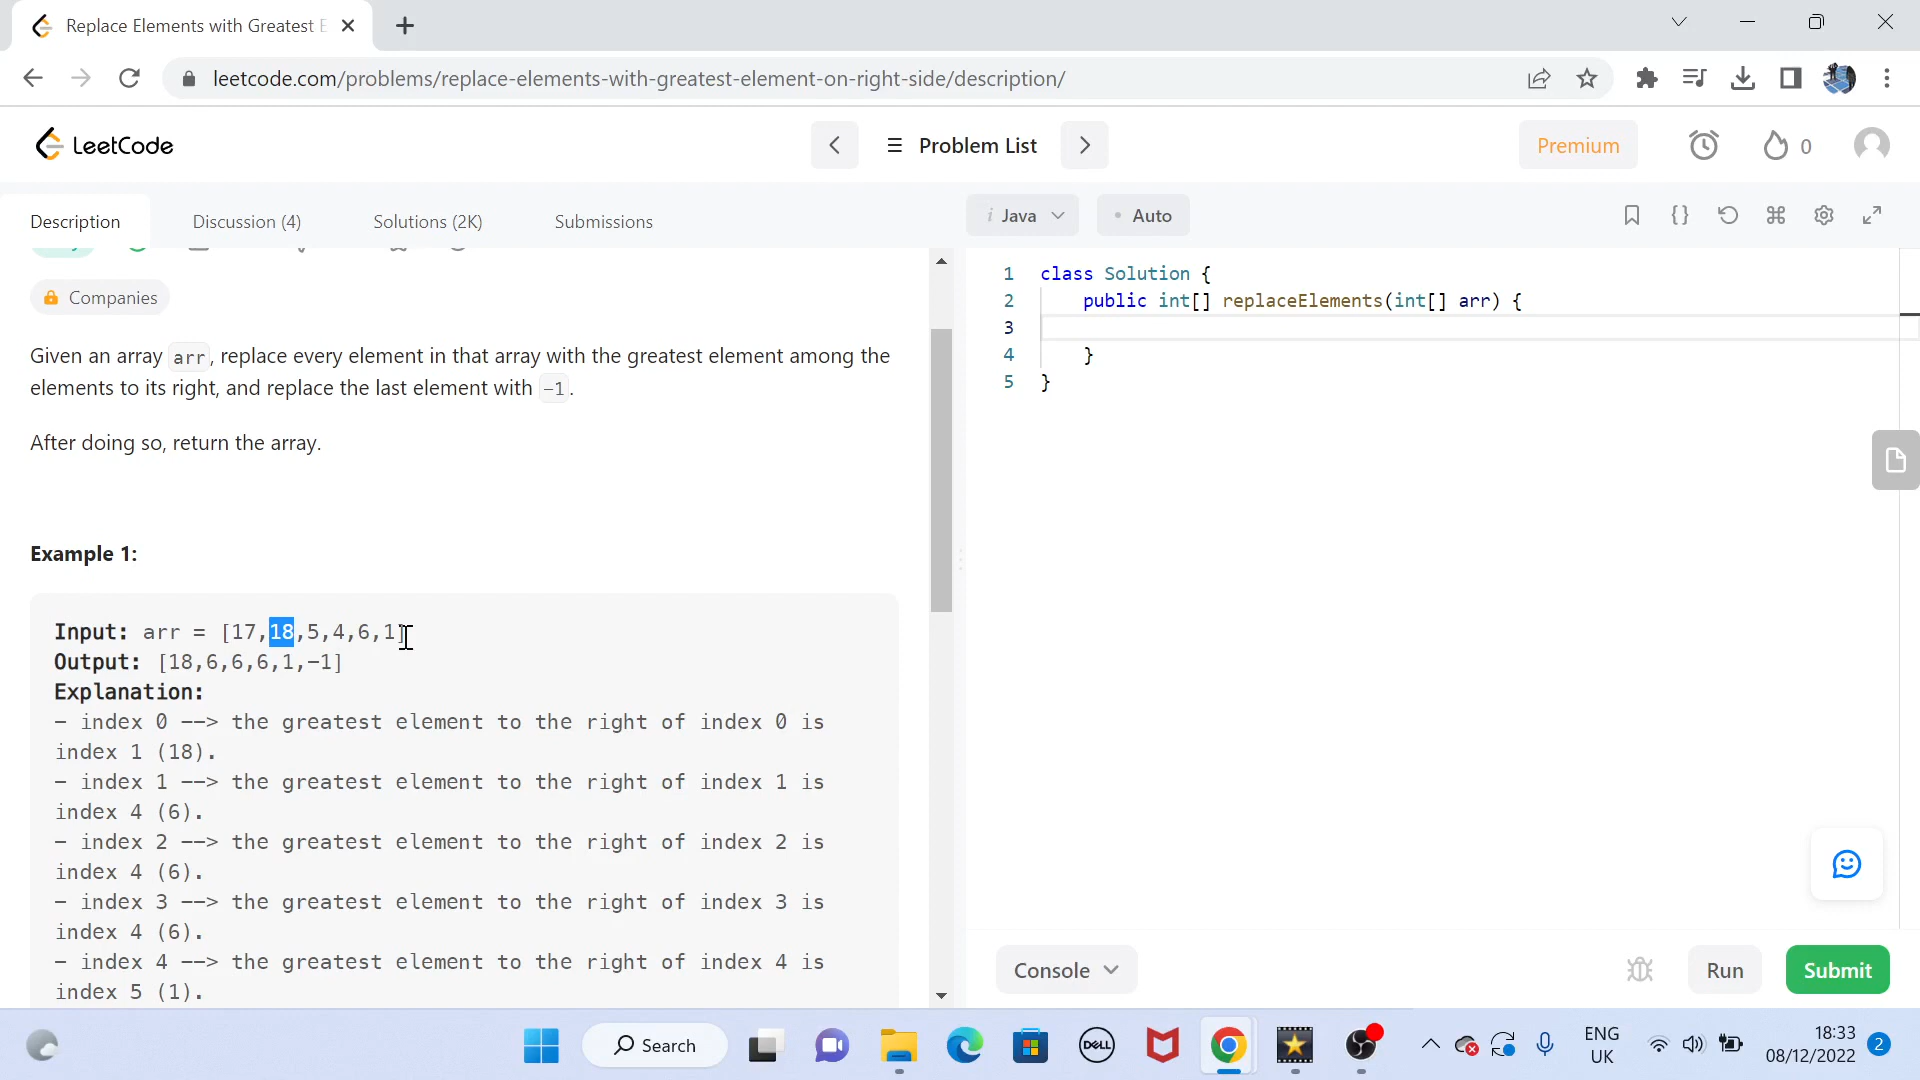 Replace Elements with Greatest E
leetcode.com/problems/replace-elements-with-greatest-element-on-right-side/description/
LeetCode
Problem List
Premium
0
Description
Discussion (4)
Solutions (2K)
Submissions
i Java
• Auto
Companies
Given an array arr, replace every element in that array with the greatest element among the
elements to its right, and replace the last element with -1.
After doing so, return the array.
Example 1:
Input: arr = [17,18,5,4,6,1]
Output: [18,6,6,6,1,-1]
Explanation:
- index 0 --> the greatest element to the right of index 0 is
index 1 (18).
- index 1 --> the greatest element to the right of index 1 is
index 4 (6).
- index 2 --> the greatest element to the right of index 2 is
index 4 (6).
- index 3 --> the greatest element to the right of index 3 is
index 4 (6).
- index 4 --> the greatest element to the right of index 4 is
index 5 (1).
1 class Solution {
2 public int[] replaceElements(int[] arr) {
3
4 }
5 }
Console
Run
Submit
Search
DELL
ENG
UK
18:33
08/12/2022
2